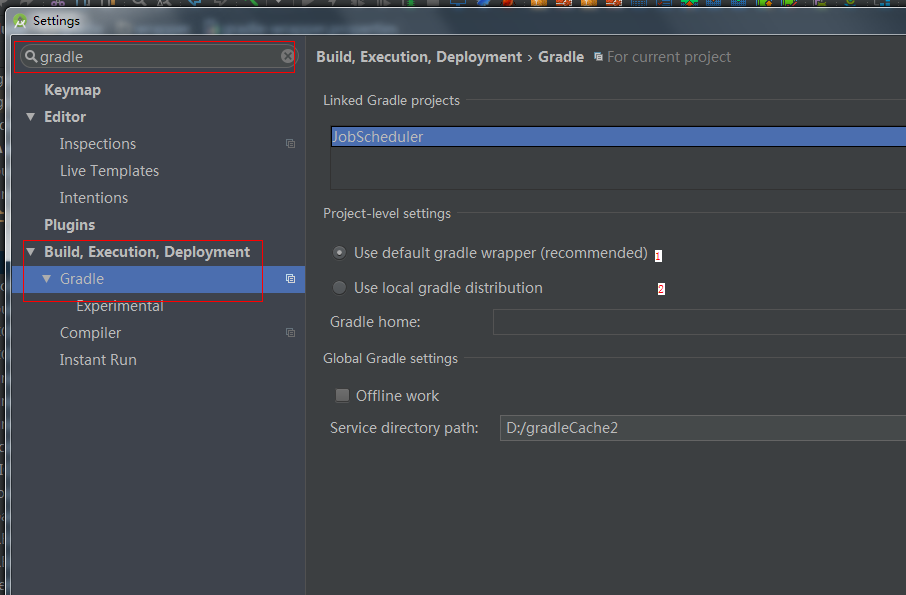 Settings
gradle
Keymap
Editor
Inspections
Live Templates
Intentions
Plugins
Build, Execution, Deployment
Gradle
Experimental
Compiler
Instant Run
Build, Execution, Deployment › Gradle For current project
Linked Gradle projects
JobScheduler
Project-level settings
Use default gradle wrapper (recommended) 1
Use local gradle distribution 2
Gradle home:
Global Gradle settings
Offline work
Service directory path: D:/gradleCache2